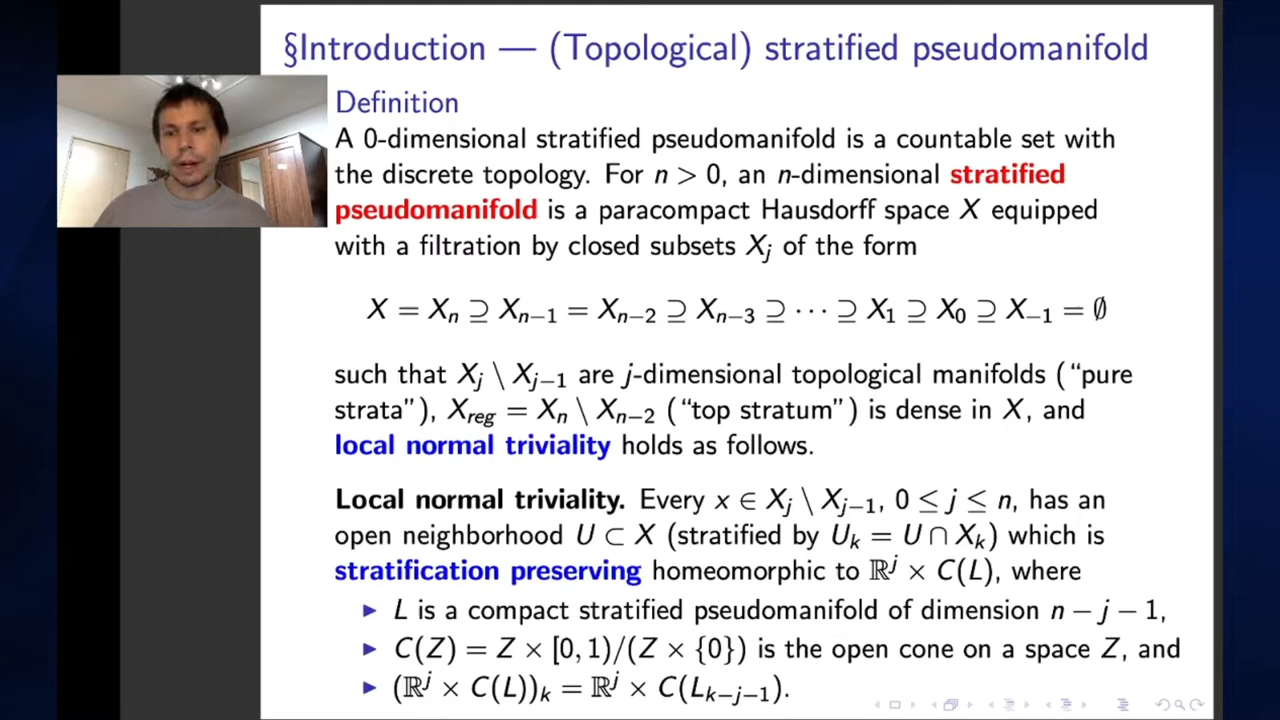 §Introduction — (Topological) stratified pseudomanifold
Definition
A 0-dimensional stratified pseudomanifold is a countable set with
the discrete topology. For n > 0, an n-dimensional stratified
pseudomanifold is a paracompact Hausdorff space X equipped
with a filtration by closed subsets X_j of the form
X = X_n ⊇ X_{n−1} = X_{n−2} ⊇ X_{n−3} ⊇ ⋯ ⊇ X_1 ⊇ X_0 ⊇ X_{−1} = ∅
such that X_j \ X_{j−1} are j-dimensional topological manifolds (“pure
strata”), X_{reg} = X_n \ X_{n−2} (“top stratum”) is dense in X, and
local normal triviality holds as follows.
Local normal triviality. Every x ∈ X_j \ X_{j−1}, 0 ≤ j ≤ n, has an
open neighborhood U ⊂ X (stratified by U_k = U ∩ X_k) which is
stratification preserving homeomorphic to ℝ^j × C(L), where
▶ L is a compact stratified pseudomanifold of dimension n − j − 1,
▶ C(Z) = Z × [0, 1)/(Z × {0}) is the open cone on a space Z, and
▶ (ℝ^j × C(L))_k = ℝ^j × C(L_{k−j−1}).